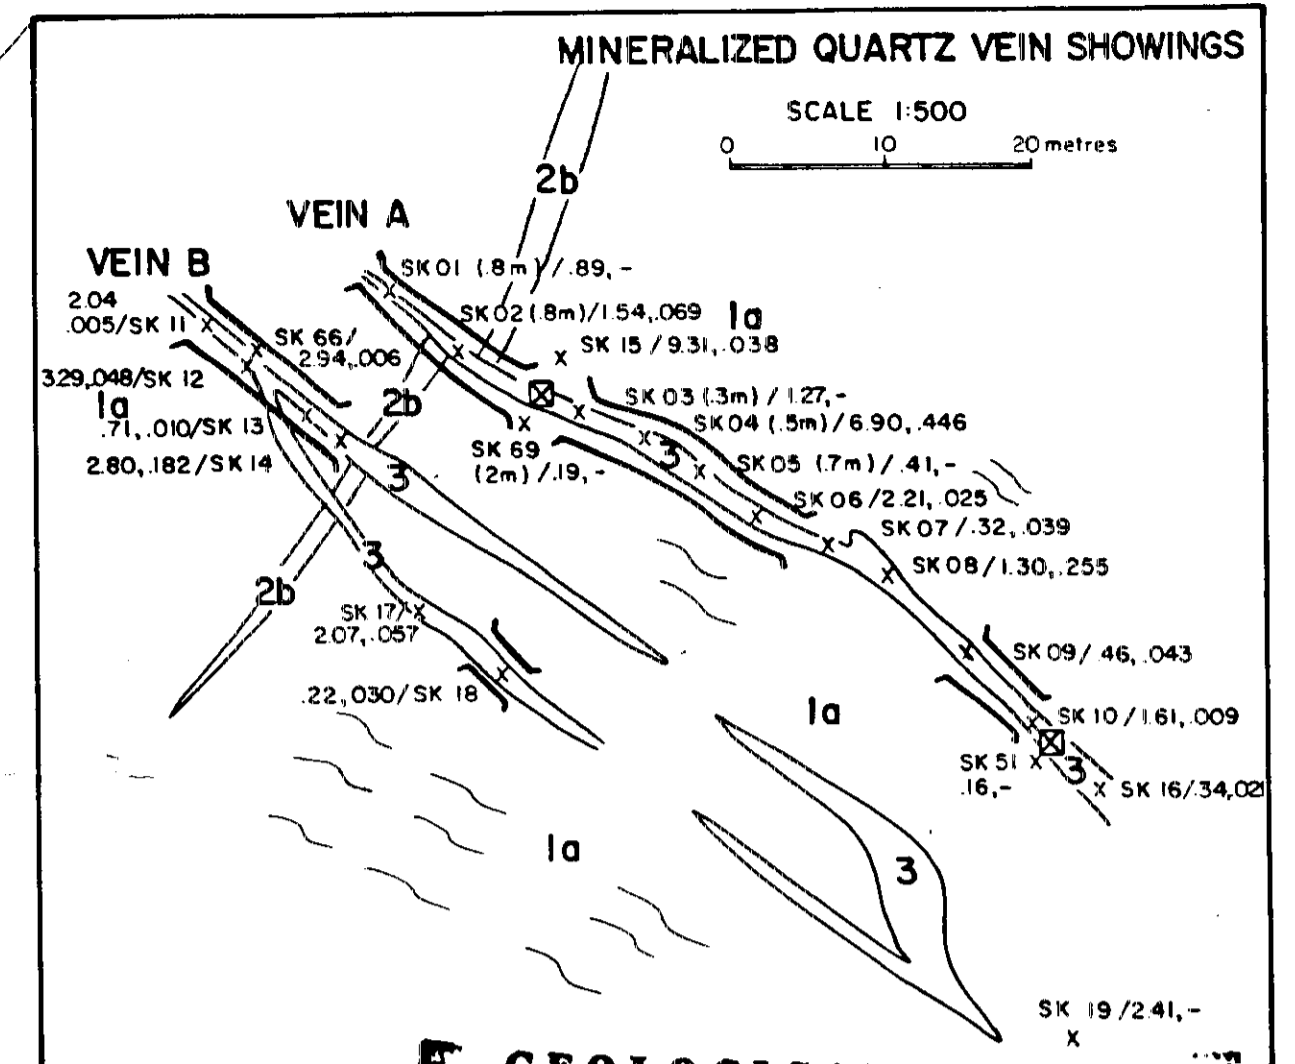 MINERALIZED QUARTZ VEIN SHOWINGS
SCALE 1:500
0 10 20 metres
2b
VEIN A
VEIN B
SK 01 (.8m) / .89, -
2.04
.005/SK 11
SK 02 (.8m)/1.54,.069
1a
SK 66/
2.94,.006
SK 15 / 9.31,.038
3.29,.048/SK 12
1a
2b
SK 03 (.3m) / 1.27,-
.71,.010/SK 13
SK 04 (.5m)/6.90,.446
SK 69
(2m)/.19,-
3
2.80,.182/SK 14
3
SK 05 (.7m)/.41,-
SK 06/2.21,.025
SK 07/.32,.039
3
SK 08/1.30,.255
2b
SK 17/
2.07,.057
SK 09/.46,.043
.22,.030/SK 18
1a
SK 10/1.61,.009
SK 51
.16,-
3
SK 16/.34,.021
1a
3
SK 19/2.41,-